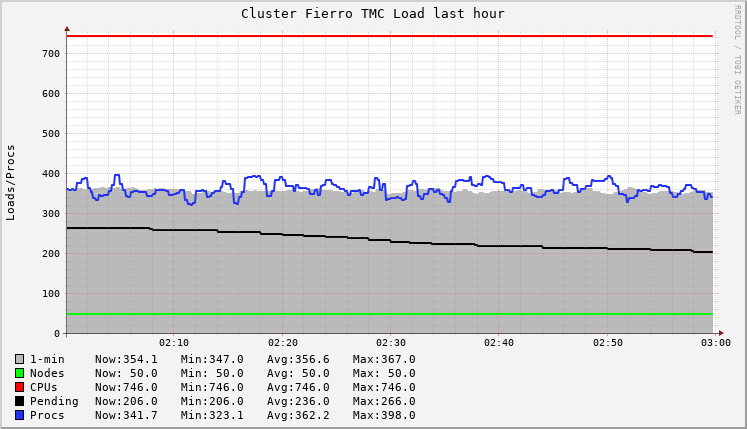 Cluster Fierro TMC Load last hour
RRDTOOL / TOBI OETIKER
Loads/Procs
700
600
500
400
300
200
100
0
02:10 02:20 02:30 02:40 02:50 03:00
1-min Now:354.1 Min:347.0 Avg:356.6 Max:367.0
Nodes Now: 50.0 Min: 50.0 Avg: 50.0 Max: 50.0
CPUs Now:746.0 Min:746.0 Avg:746.0 Max:746.0
Pending Now:206.0 Min:206.0 Avg:236.0 Max:266.0
Procs Now:341.7 Min:323.1 Avg:362.2 Max:398.0